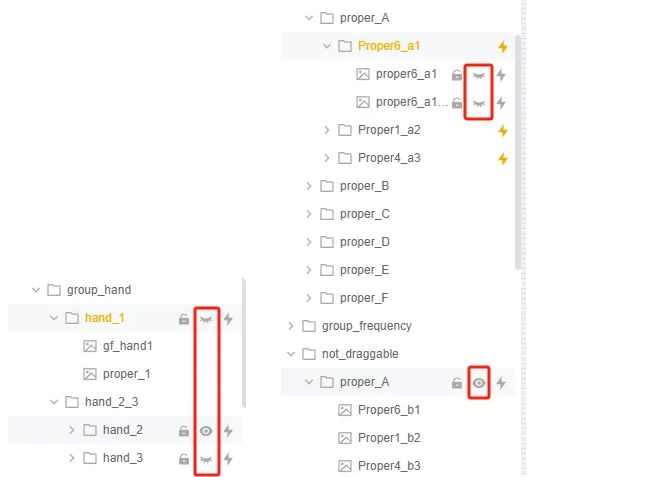 group_hand
hand_1
gf_hand1
proper_1
hand_2_3
hand_2
hand_3
proper_A
Proper6_a1
proper6_a1
proper6_a1...
Proper1_a2
Proper4_a3
proper_B
proper_C
proper_D
proper_E
proper_F
group_frequency
not_draggable
proper_A
Proper6_b1
Proper1_b2
Proper4_b3